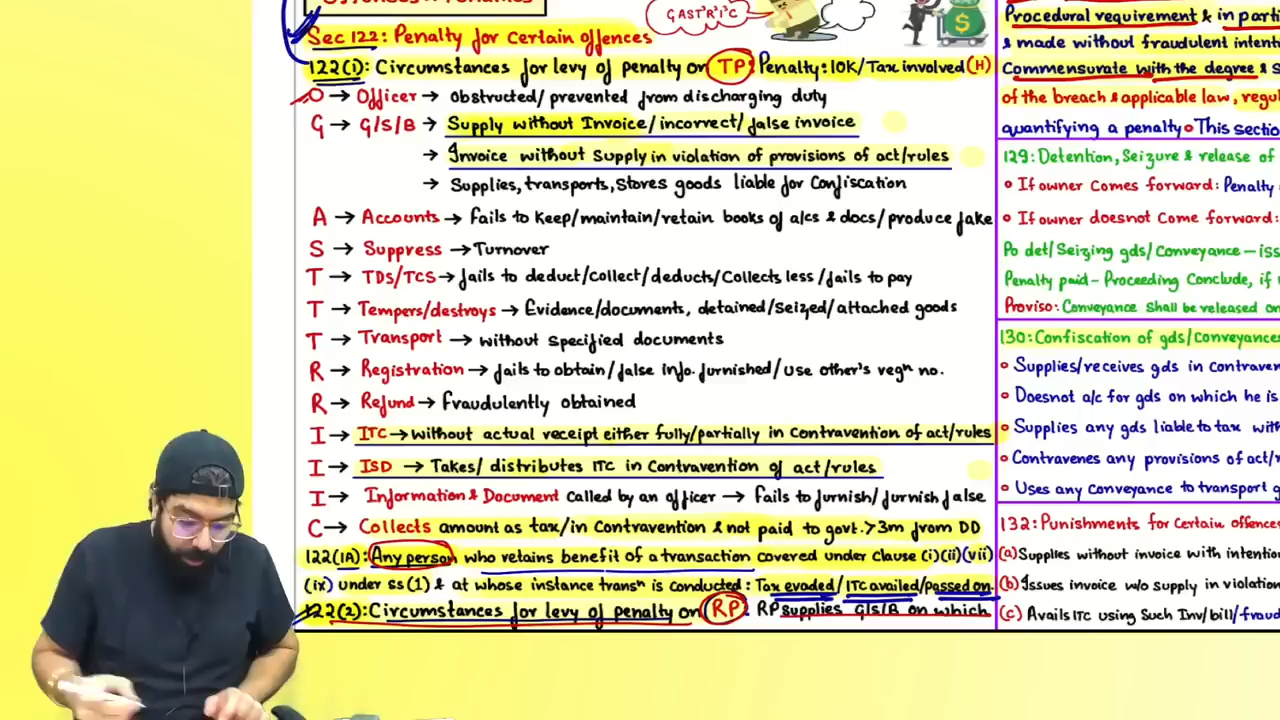 GAST³R²I³C
Sec 122: Penalty for Certain offences
122(1): Circumstances for levy of penalty on TP: Penalty: 10K/Tax involved (H)
O → Officer → obstructed/ prevented from discharging duty
G → G/S/B → Supply without Invoice/ incorrect/ false invoice
→ Invoice without Supply in violation of provisions of act/rules
→ Supplies, transports, Stores goods liable for Confiscation
A → Accounts → fails to keep/maintain/retain books of a/cs & docs/ produce fake
S → Suppress → Turnover
T → TDS/TCS → fails to deduct/collect/deducts/Collects less /fails to pay
T → Tempers/destroys → Evidence/documents, detained/Seized/attached goods
T → Transport → without specified documents
R → Registration → fails to obtain/ false info. furnished/ use other's regn no.
R → Refund → Fraudulently obtained
I → ITC → without actual receipt either fully/partially in Contravention of act/rules
I → ISD → Takes/ distributes ITC in Contravention of act/rules
I → Information & Document called by an officer → Fails to furnish/ furnish false
C → Collects amount as tax/in Contravention & not paid to govt. >3m from DD
122(1A): Any person who retains benefit of a transaction covered under Clause (i)(ii)(vii)
(ix) under ss(1) & at whose instance transn is conducted: Tax evaded/ ITC availed/passed on.
122(2): Circumstances for levy of penalty on RP: RP supplies G/S/B on which
Procedural requirement & in parti
& made without fraudulent intent
Commensurate with the degree & s
of the breach & applicable law, regul
quantifying a penalty • This sectio
129: Detention, Seizure & release of
• If owner Comes forward: Penalty
• If owner doesnot Come forward:
Po det/Seizing gds/ Conveyance — iss
Penalty paid – Proceeding Conclude, if
Proviso: Conveyance Shall be released on
130: Confiscation of gds/conveyance
• Supplies/receives gds in contraven
• Doesnot a/c for gds on which he is
• Supplies any gds liable to tax with
• Contravenes any provisions of act/r
• Uses any conveyance to transport g
132: Punishments for Certain offences
(a) Supplies without invoice with intention
(b) Issues invoice w/o supply in violation
(c) Avails ITC using Such Inv/bill/fraud